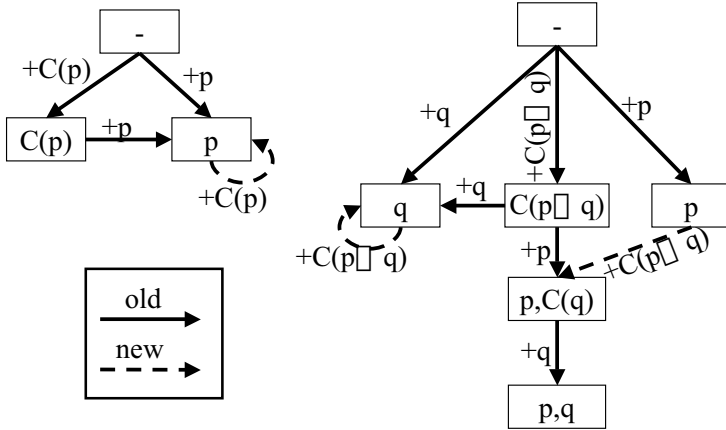 -
+C(p)
+p
C(p)
+p
p
+C(p)
old
new
-
+q
+C(p□ q)
+p
q
+q
C(p□ q)
p
+C(p□ q)
+p
+C(p□ q)
p,C(q)
+q
p,q